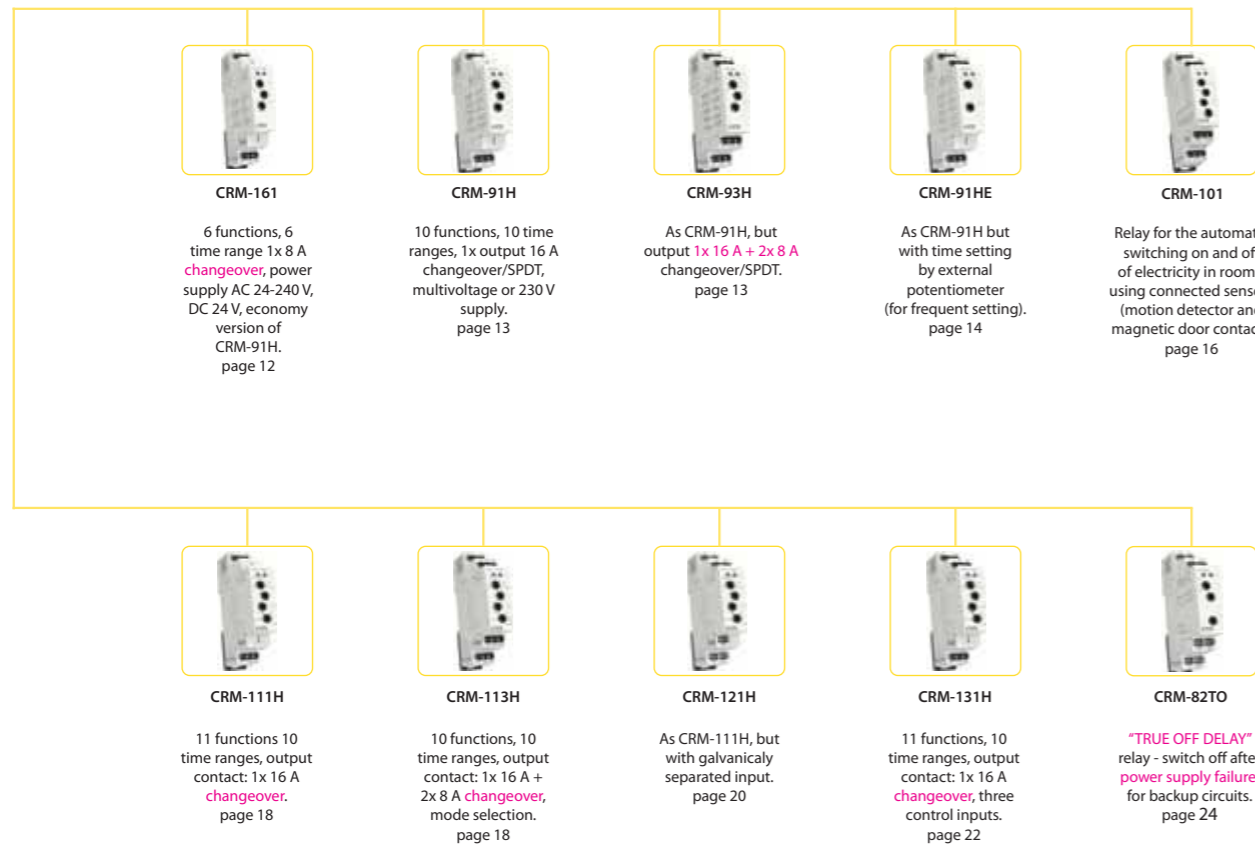 CRM-161
6 functions, 6
time range 1x 8 A
changeover, power
supply AC 24-240 V,
DC 24 V, economy
version of
CRM-91H.
page 12
CRM-91H
10 functions, 10 time
ranges, 1x output 16 A
changeover/SPDT,
multivoltage or 230 V
supply.
page 13
CRM-93H
As CRM-91H, but
output 1x 16 A + 2x 8 A
changeover/SPDT.
page 13
CRM-91HE
As CRM-91H but
with time setting
by external
potentiometer
(for frequent setting).
page 14
CRM-101
Relay for the automat
switching on and of
of electricity in room
using connected sense
(motion detector an
magnetic door contac
page 16
CRM-111H
11 functions 10
time ranges, output
contact: 1x 16 A
changeover.
page 18
CRM-113H
10 functions, 10
time ranges, output
contact: 1x 16 A +
2x 8 A changeover,
mode selection.
page 18
CRM-121H
As CRM-111H, but
with galvanicaly
separated input.
page 20
CRM-131H
11 functions, 10
time ranges, output
contact: 1x 16 A
changeover, three
control inputs.
page 22
CRM-82TO
"TRUE OFF DELAY"
relay - switch off afte
power supply failure
for backup circuits.
page 24